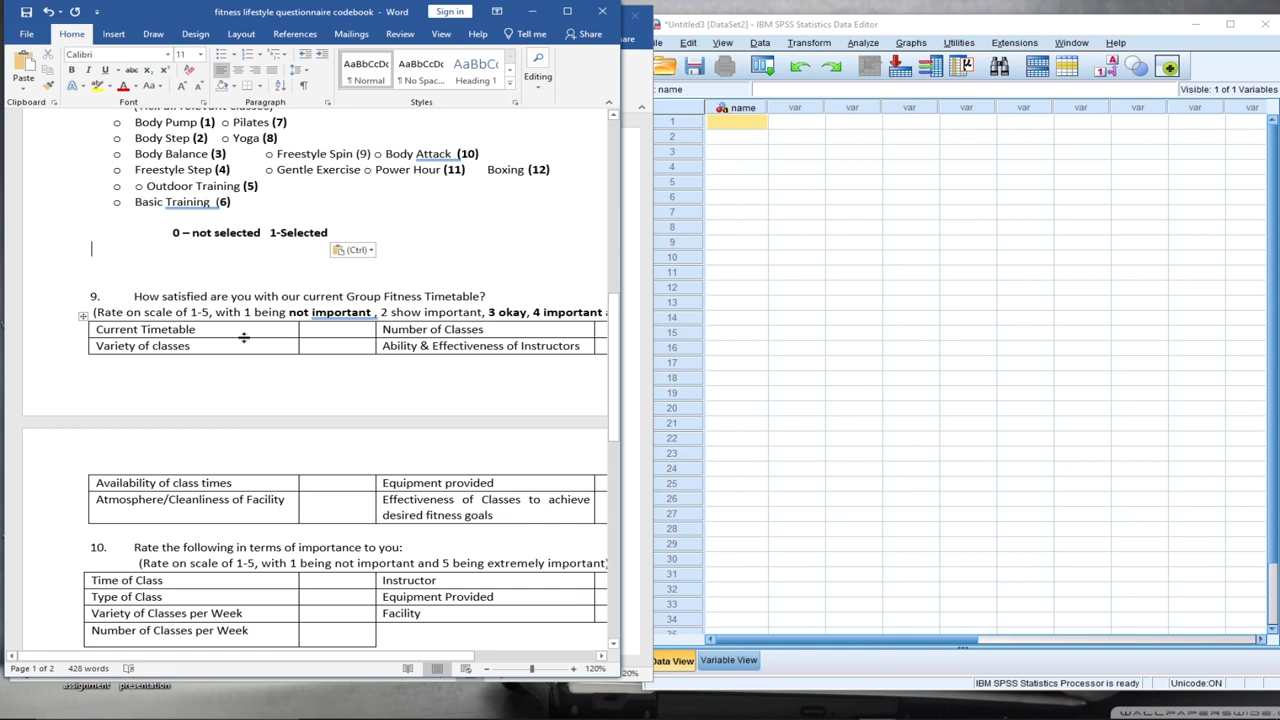 fitness lifestyle questionnaire codebook - Word
Sign in
File Home Insert Draw Design Layout References Mailings Review View Help Tell me Share
Paste
Calibri 11
AaBbCc AaBbCc AaBbC
¶ Normal ¶ No Spac... Heading 1
Editing
Clipboard Font Paragraph Styles
o Body Pump (1) o Pilates (7)
o Body Step (2) o Yoga (8)
o Body Balance (3) o Freestyle Spin (9) o Body Attack (10)
o Freestyle Step (4) o Gentle Exercise o Power Hour (11) Boxing (12)
o o Outdoor Training (5)
o Basic Training (6)
0 – not selected 1-Selected
(Ctrl)
9. How satisfied are you with our current Group Fitness Timetable?
(Rate on scale of 1-5, with 1 being not important , 2 show important, 3 okay, 4 important
Current Timetable Number of Classes
Variety of classes Ability & Effectiveness of Instructors
Availability of class times Equipment provided
Atmosphere/Cleanliness of Facility Effectiveness of Classes to achieve
desired fitness goals
10. Rate the following in terms of importance to you:
(Rate on scale of 1-5, with 1 being not important and 5 being extremely important)
Time of Class Instructor
Type of Class Equipment Provided
Variety of Classes per Week Facility
Number of Classes per Week
Page 1 of 2 428 words 120%
assignment presentation
*Untitled3 [DataSet2] - IBM SPSS Statistics Data Editor
Edit View Data Transform Analyze Graphs Utilities Extensions Window Help
: name Visible: 1 of 1 Variables
name var var var var var var var var var
1
2
3
4
5
6
7
8
9
10
11
12
13
14
15
16
17
18
19
20
21
22
23
24
25
26
27
28
29
30
31
32
33
34
Data View Variable View
IBM SPSS Statistics Processor is ready Unicode:ON
WALLPAPERSWIDE.